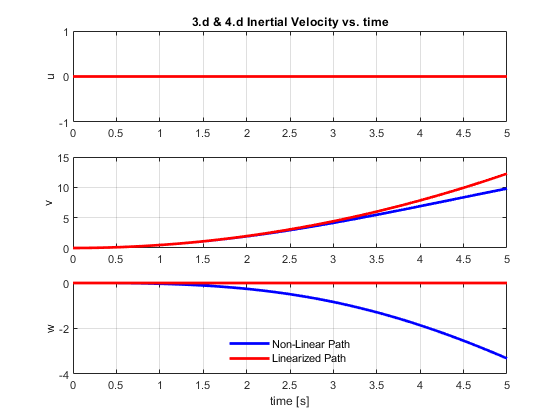 3.d & 4.d Inertial Velocity vs. time
1
0
-1
u
0 0.5 1 1.5 2 2.5 3 3.5 4 4.5 5
15
10
5
0
v
0 0.5 1 1.5 2 2.5 3 3.5 4 4.5 5
0
-2
-4
w
Non-Linear Path
Linearized Path
0 0.5 1 1.5 2 2.5 3 3.5 4 4.5 5
time [s]